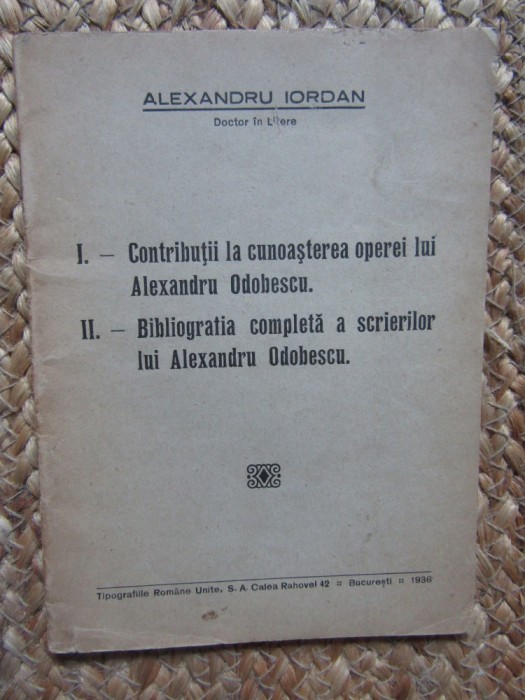 ALEXANDRU IORDAN
Doctor în Litere
I. — Contribuţii la cunoaşterea operei lui
Alexandru Odobescu.
II. — Bibliografia completă a scrierilor
lui Alexandru Odobescu.
Tipografiile Române Unite, S. A. Calea Rahovei 42 ¤ Bucureşti ¤ 1936